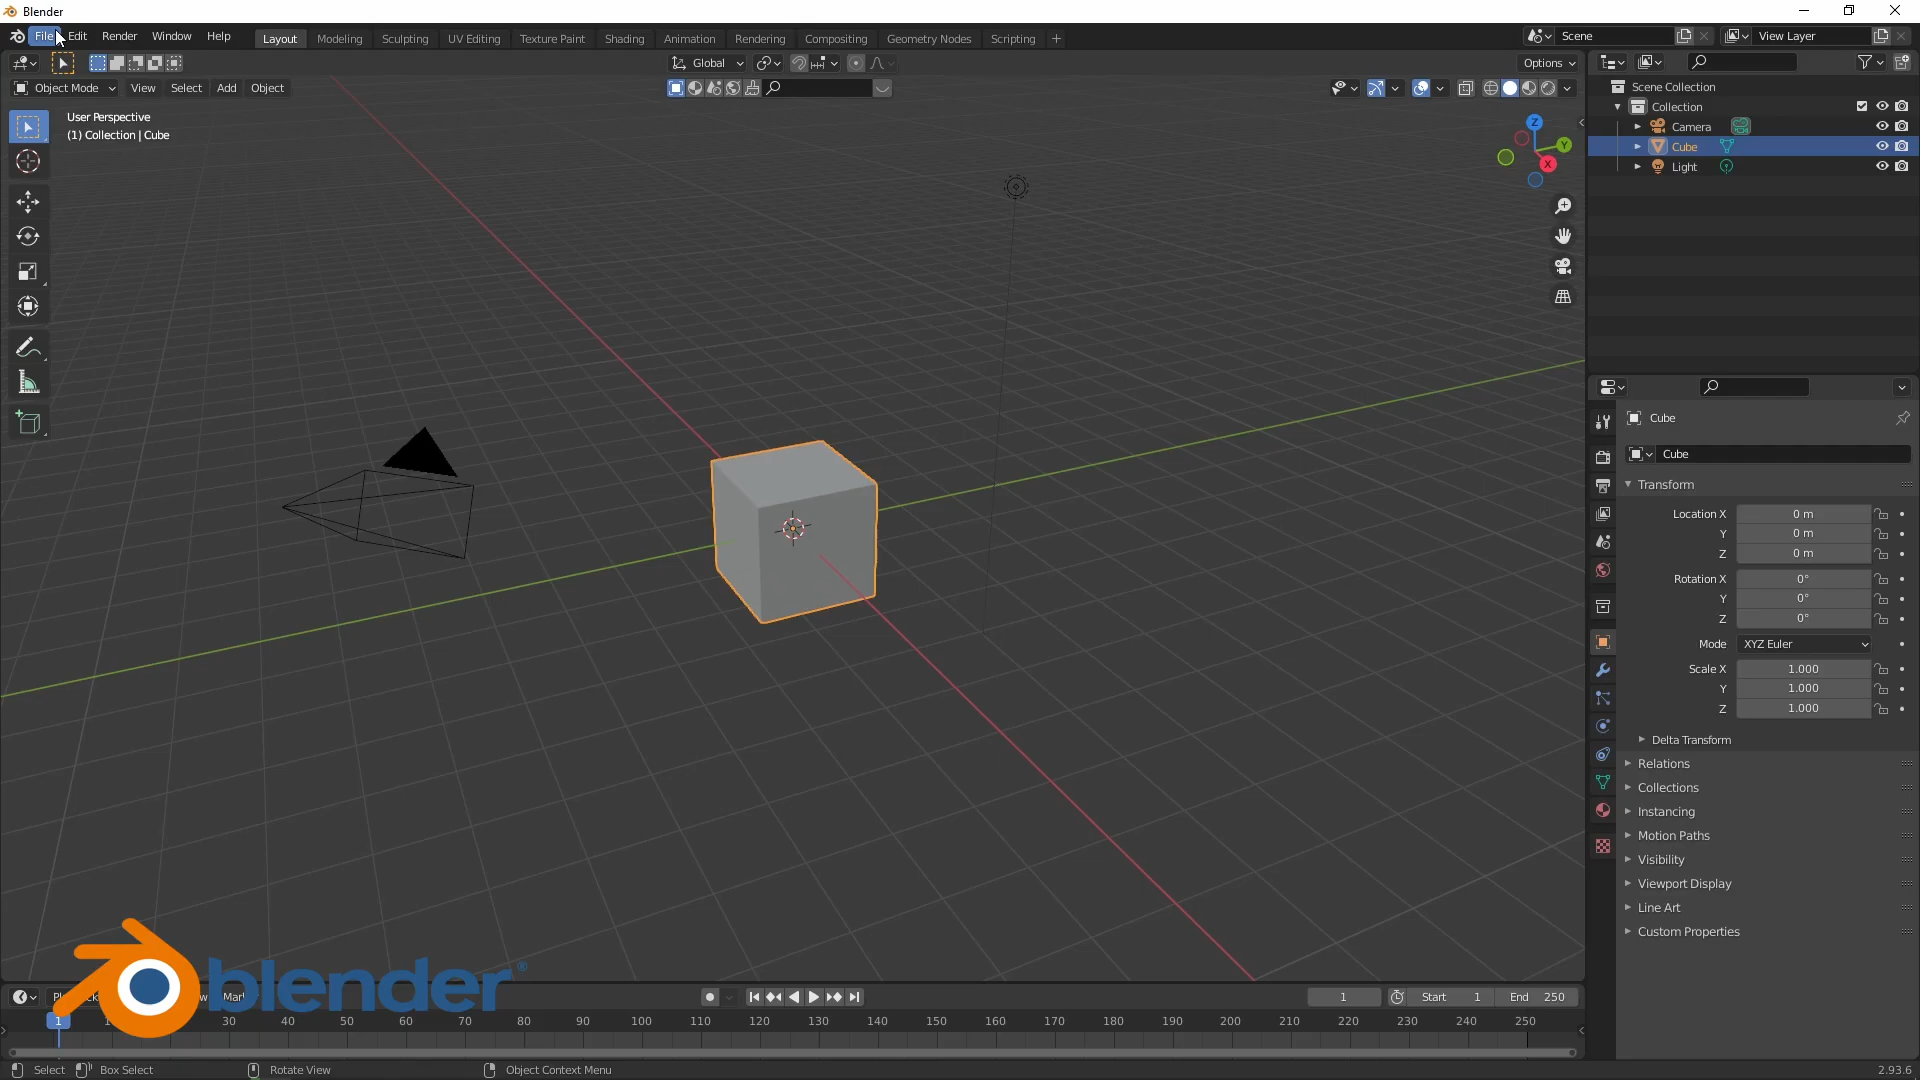 Blender
File Edit Render Window Help Layout Modeling Sculpting UV Editing Texture Paint Shading Animation Rendering Compositing Geometry Nodes Scripting + Scene View Layer
Global Options
Object Mode View Select Add Object
User Perspective
(1) Collection | Cube
Z
Y
X
Scene Collection
Collection
Camera
Cube
Light
Cube
Cube
Transform
Location X 0 m
Y 0 m
Z 0 m
Rotation X 0°
Y 0°
Z 0°
Mode XYZ Euler
Scale X 1.000
Y 1.000
Z 1.000
Delta Transform
Relations
Collections
Instancing
Motion Paths
Visibility
Viewport Display
Line Art
Custom Properties
blender®
1 Start 1 End 250
1 30 40 50 60 70 80 90 100 110 120 130 140 150 160 170 180 190 200 210 220 230 240 250
Select Box Select Rotate View Object Context Menu 2.93.6